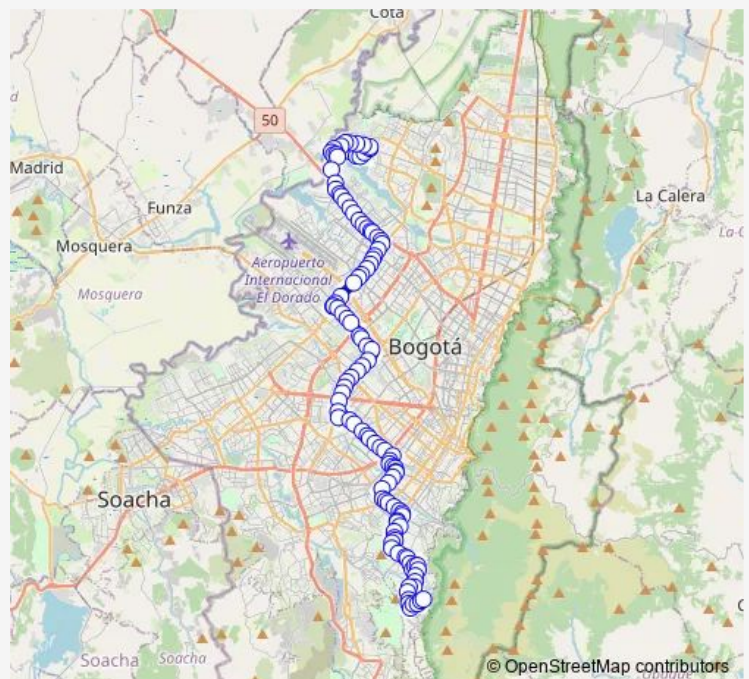 Cota
50
Madrid
Funza
La Calera
Mosquera
Aeropuerto
Internacional
El Dorado
Mosquera
Bogotá
Soacha
Soacha
Soacha
© OpenStreetMap contributors